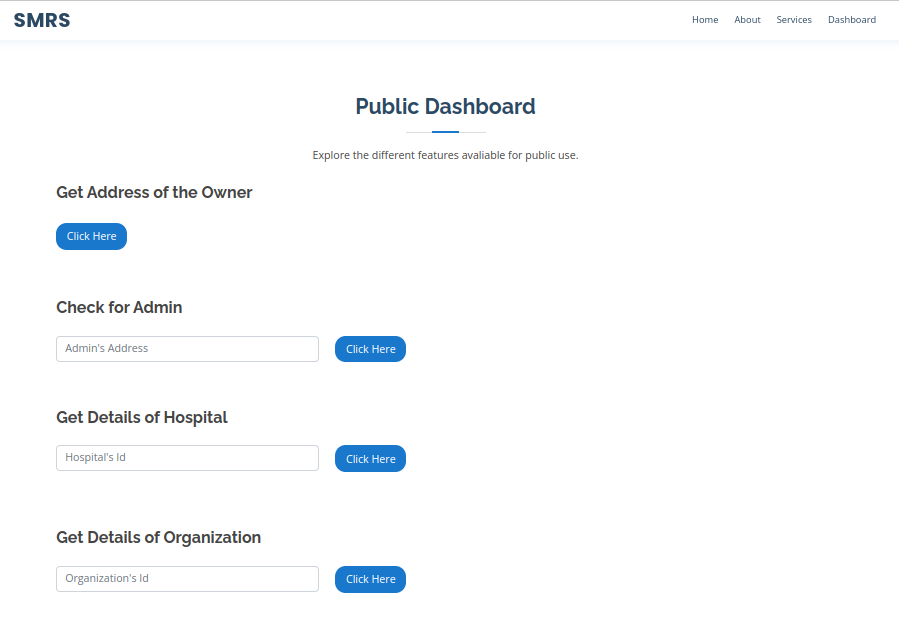 SMRS
Home About Services Dashboard
Public Dashboard
Explore the different features avaliable for public use.
Get Address of the Owner
Click Here
Check for Admin
Admin's Address Click Here
Get Details of Hospital
Hospital's Id Click Here
Get Details of Organization
Organization's Id Click Here